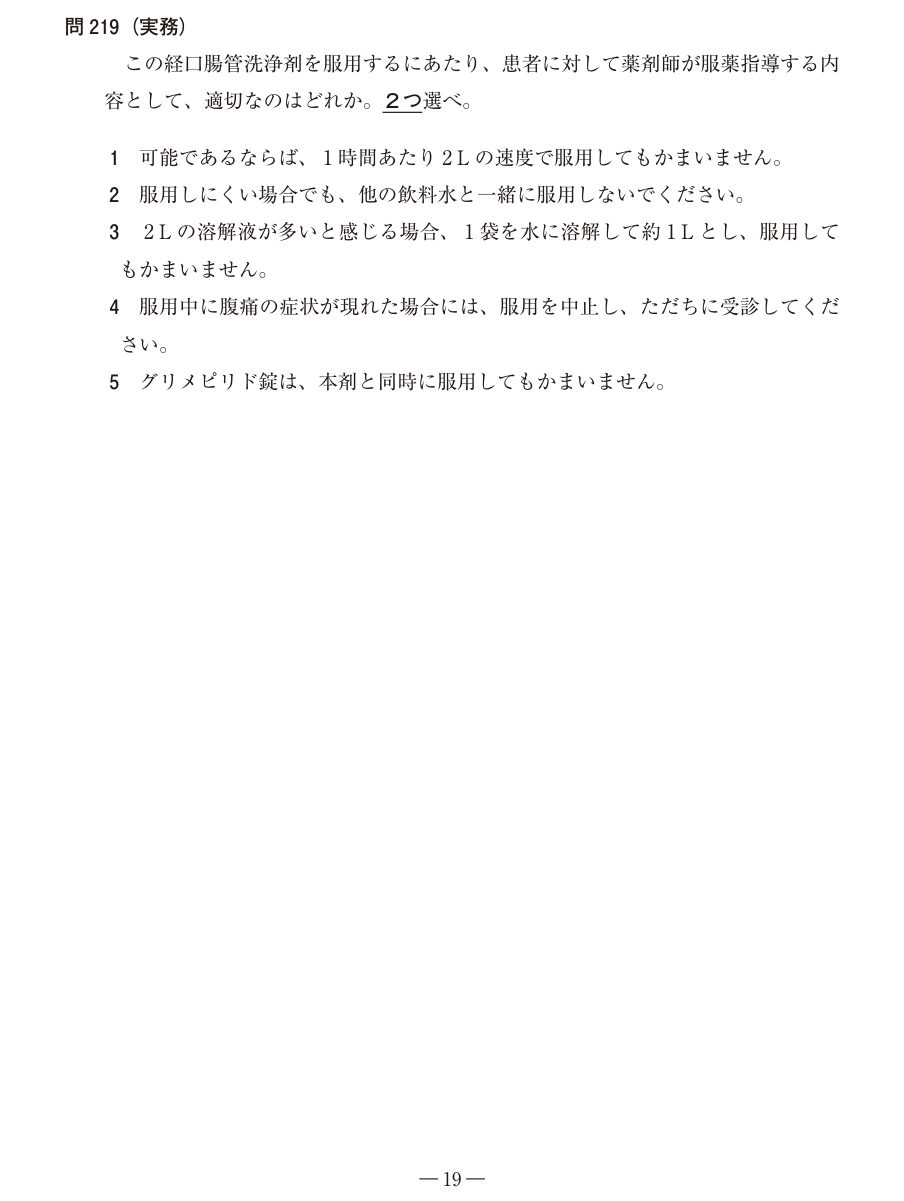 問 219（実務）
この経口腸管洗浄剤を服用するにあたり、患者に対して薬剤師が服薬指導する内
容として、適切なのはどれか。２つ選べ。
1　可能であるならば、１時間あたり２Ｌの速度で服用してもかまいません。
2　服用しにくい場合でも、他の飲料水と一緒に服用しないでください。
3　２Ｌの溶解液が多いと感じる場合、１袋を水に溶解して約１Ｌとし、服用して
もかまいません。
4　服用中に腹痛の症状が現れた場合には、服用を中止し、ただちに受診してくだ
さい。
5　グリメピリド錠は、本剤と同時に服用してもかまいません。
― 19 ―